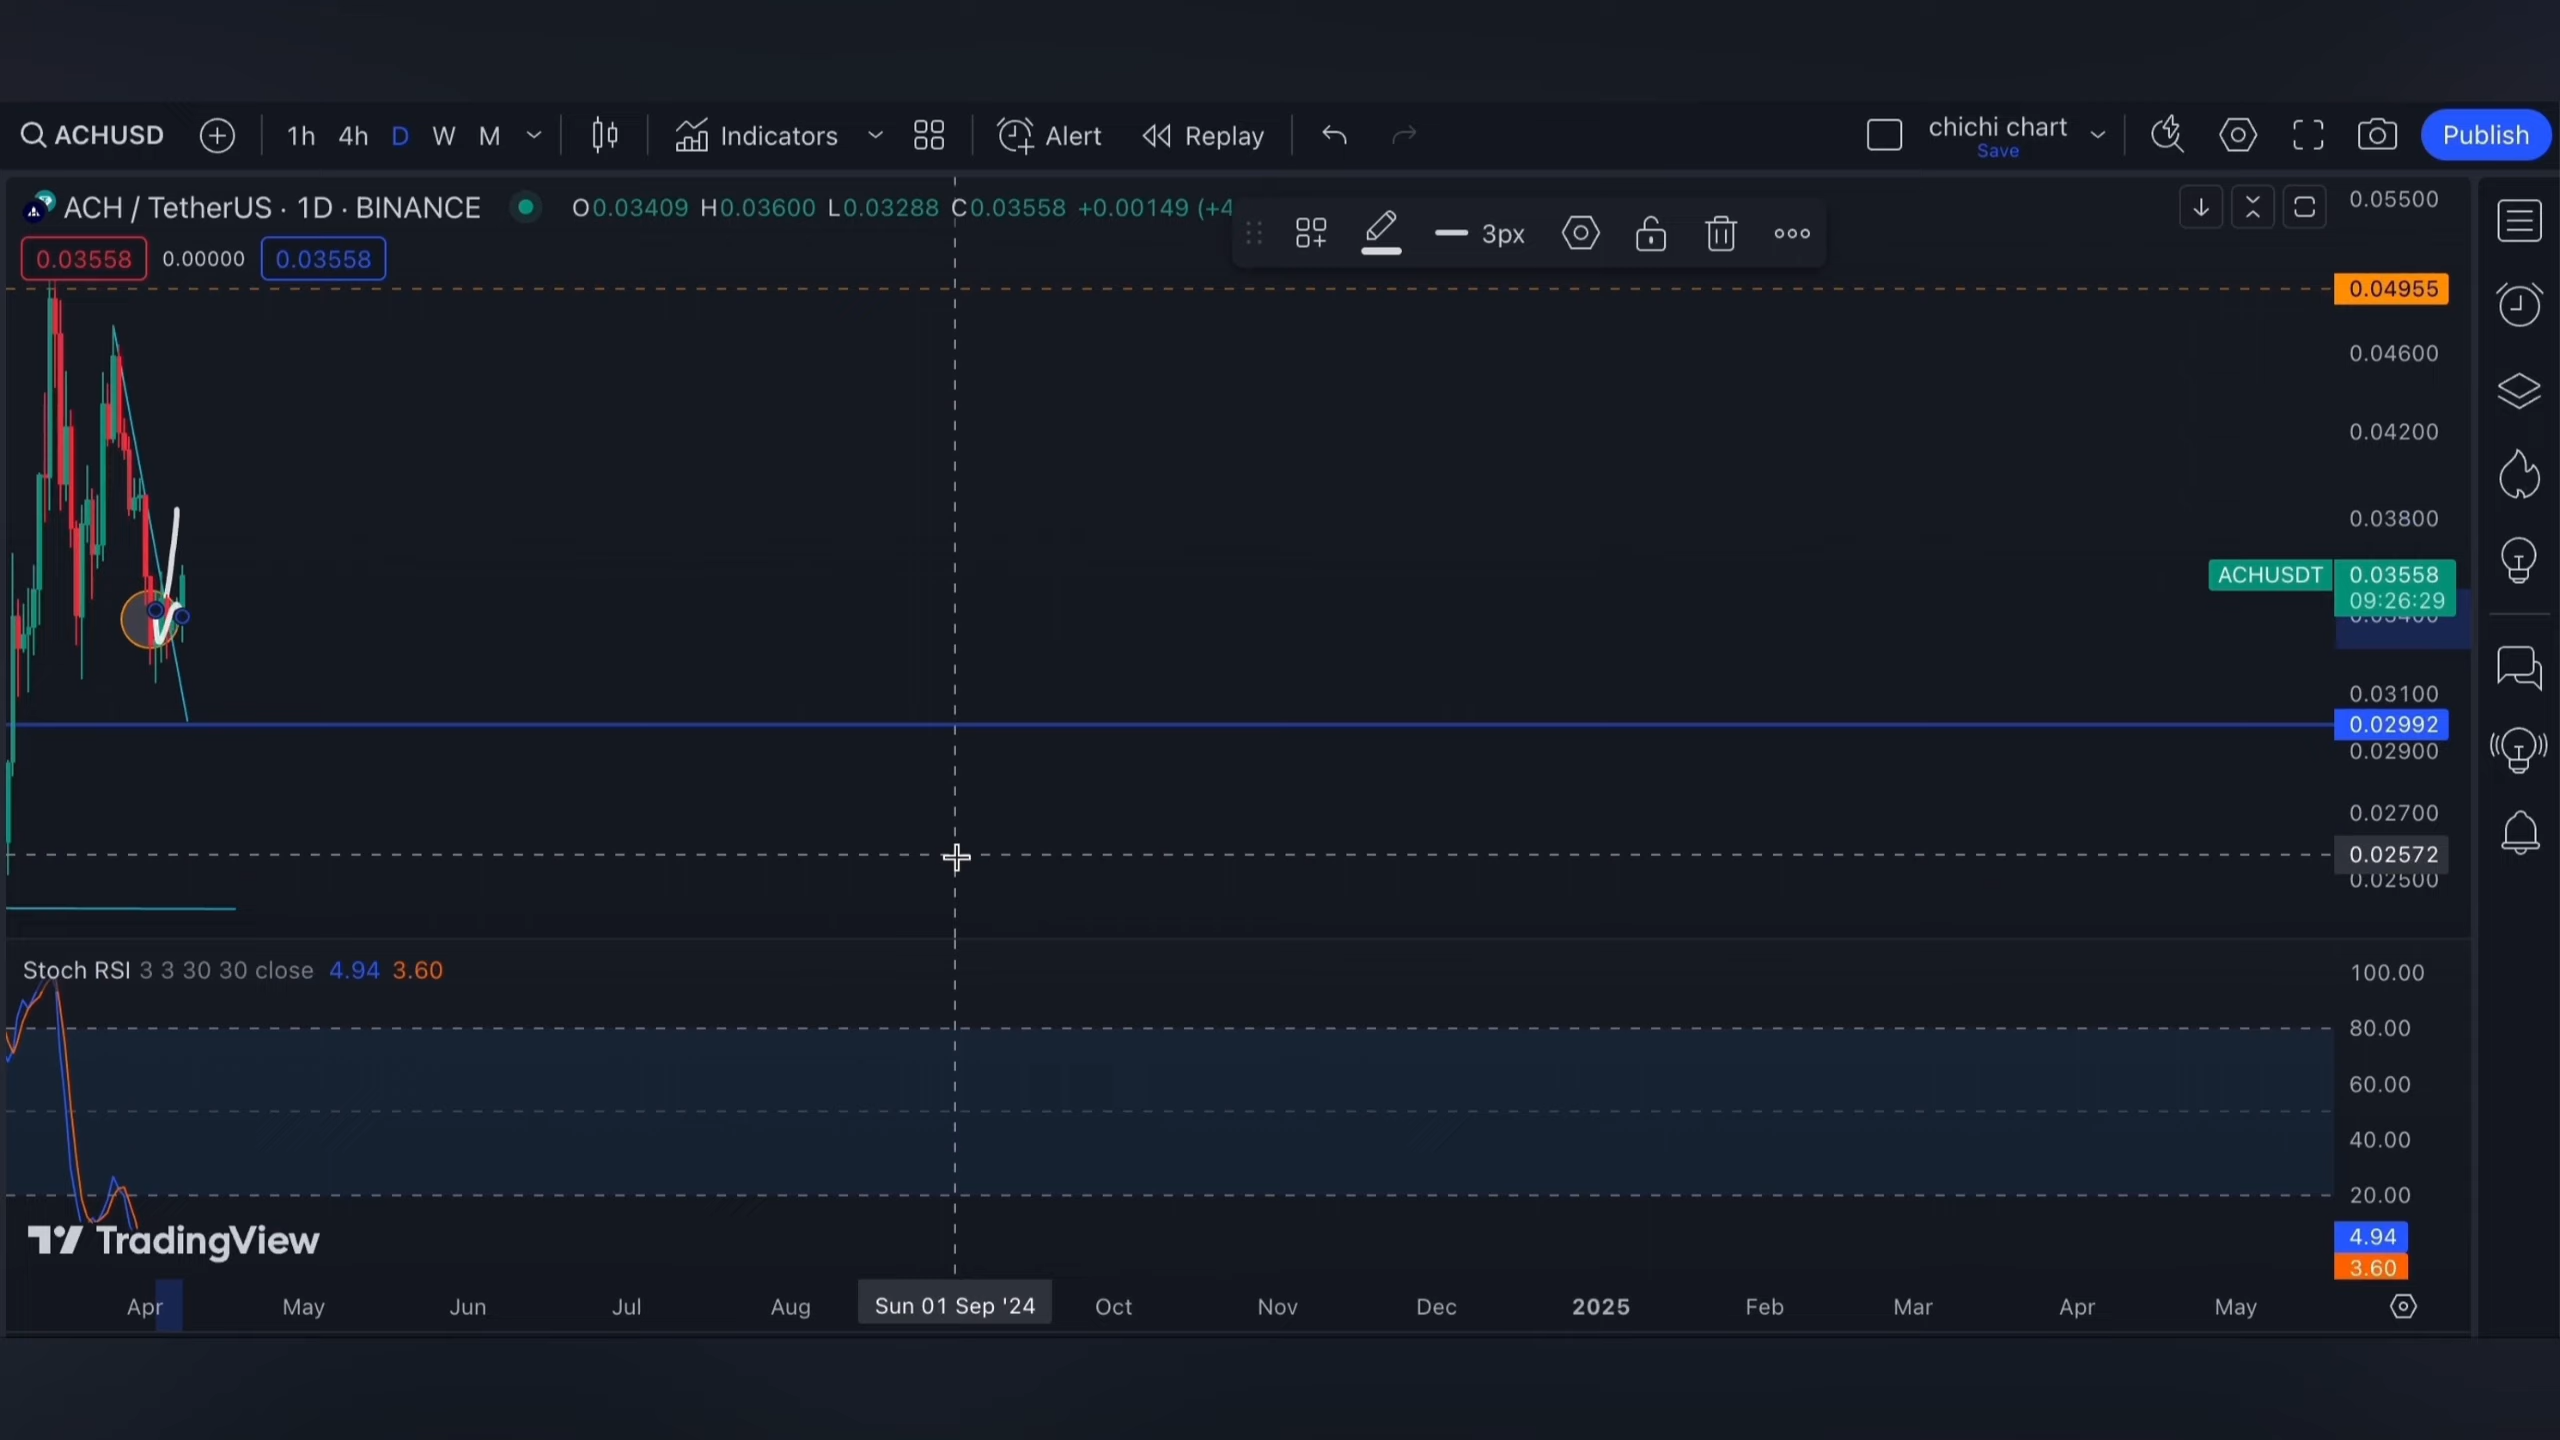 ACHUSD 1h 4h D W M Indicators Alert Replay chichi chart Save Publish
ACH / TetherUS · 1D · BINANCE O0.03409 H0.03600 L0.03288 C0.03558 +0.00149 (+4
0.03558 0.00000 0.03558
3px
0.05500
0.04955
0.04600
0.04200
0.03800
ACHUSDT 0.03558
09:26:29
0.03100
0.02992
0.02900
0.02700
0.02572
0.02500
Stoch RSI 3 3 30 30 close 4.94 3.60
100.00
80.00
60.00
40.00
20.00
4.94
3.60
TradingView
Apr May Jun Jul Aug Sun 01 Sep '24 Oct Nov Dec 2025 Feb Mar Apr May